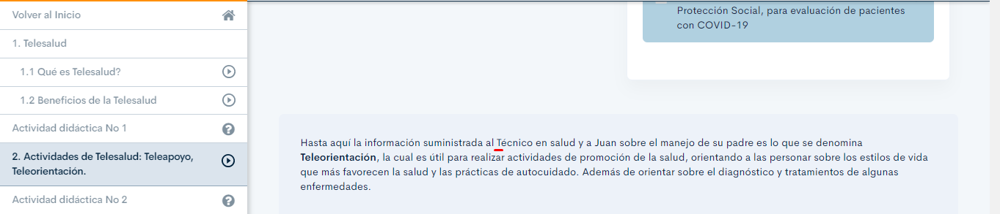 Volver al Inicio
1. Telesalud
1.1 Qué es Telesalud?
1.2 Beneficios de la Telesalud
Actividad didáctica No 1
2. Actividades de Telesalud: Teleapoyo,
Teleorientación.
Actividad didáctica No 2
Protección Social, para evaluación de pacientes
con COVID-19
Hasta aquí la información suministrada al Técnico en salud y a Juan sobre el manejo de su padre es lo que se denomina
Teleorientación, la cual es útil para realizar actividades de promoción de la salud, orientando a las personar sobre los estilos de vida
que más favorecen la salud y las prácticas de autocuidado. Además de orientar sobre el diagnóstico y tratamientos de algunas
enfermedades.